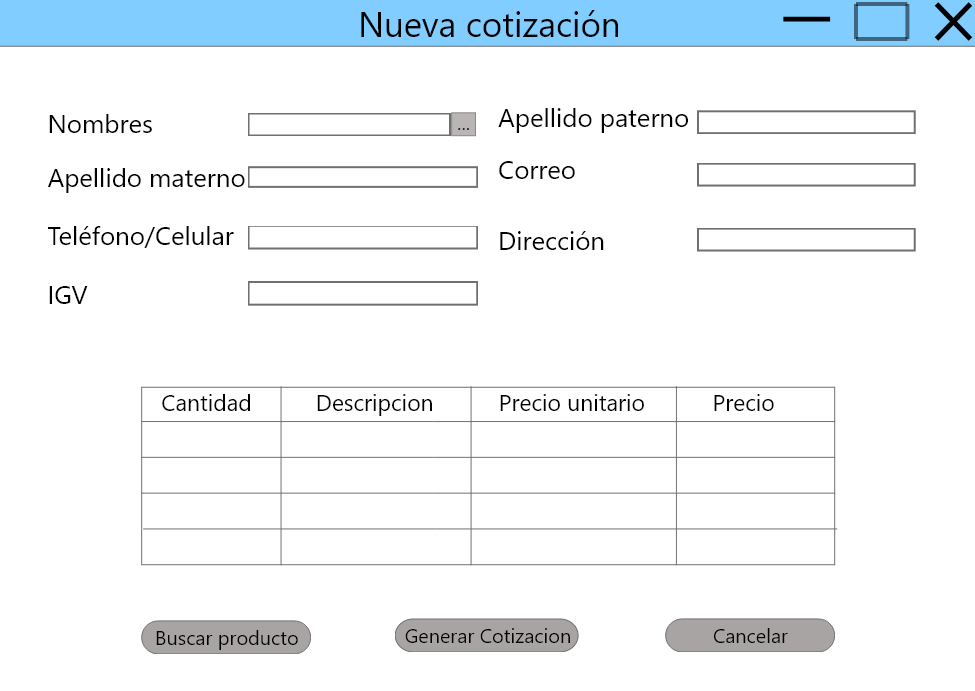 Nueva cotización
Nombres
...
Apellido paterno
Apellido materno
Correo
Teléfono/Celular
Dirección
IGV
Cantidad
Descripcion
Precio unitario
Precio
Buscar producto
Generar Cotizacion
Cancelar